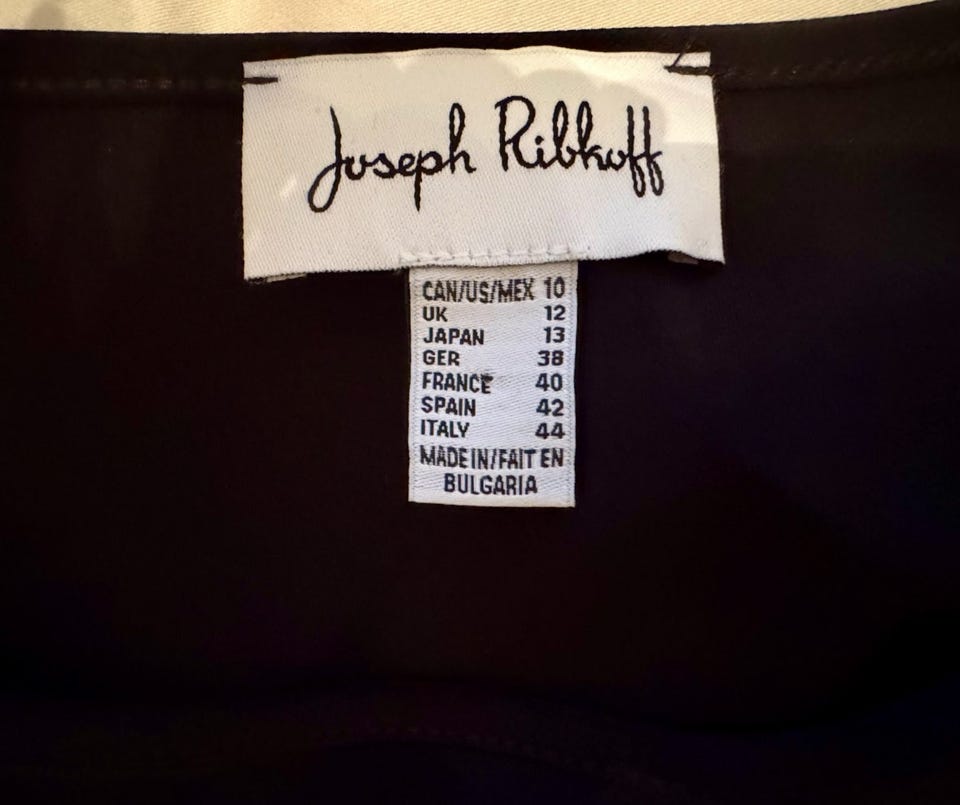 Joseph Ribkoff
CAN/US/MEX 10
UK 12
JAPAN 13
GER 38
FRANCE 40
SPAIN 42
ITALY 44
MADE IN/FAIT EN
BULGARIA